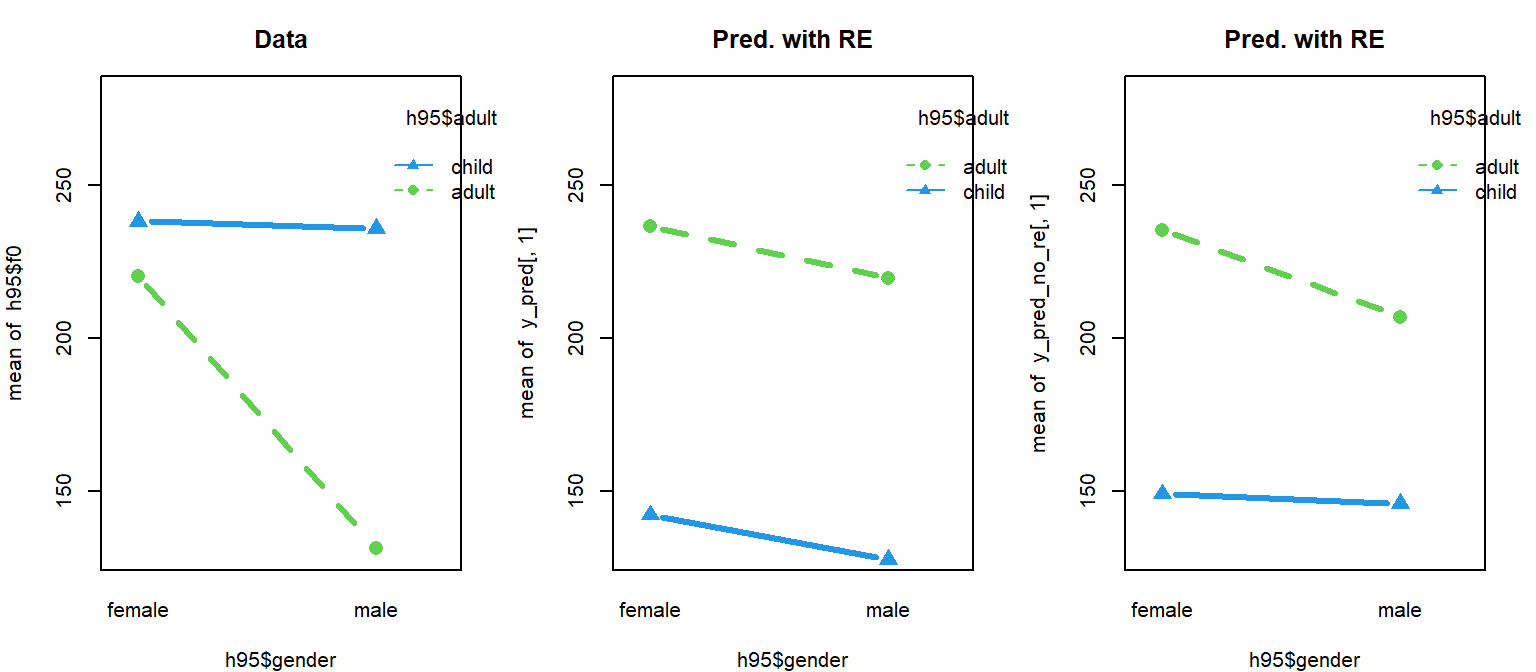 Data
mean of  h95$f0
250
200
150
h95$adult
child
adult
female
male
h95$gender
Pred. with RE
mean of  y_pred[, 1]
250
200
150
h95$adult
adult
child
female
male
h95$gender
Pred. with RE
mean of  y_pred_no_re[, 1]
250
200
150
h95$adult
adult
child
female
male
h95$gender